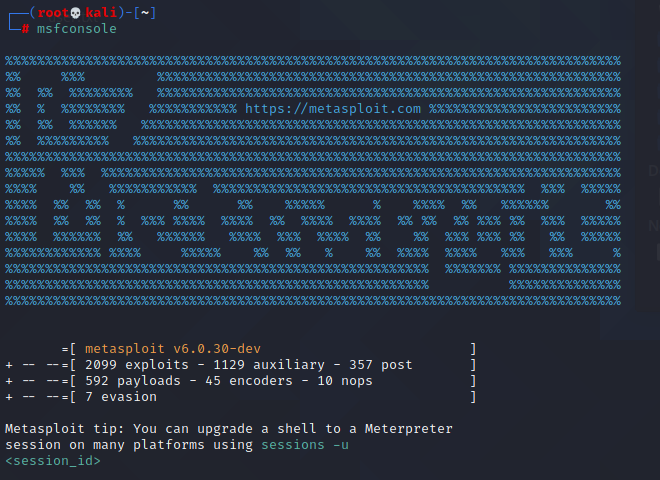 ┌──(root💀kali)-[~]
└─# msfconsole
https://metasploit.com
=[ metasploit v6.0.30-dev ]
+ -- --=[ 2099 exploits - 1129 auxiliary - 357 post ]
+ -- --=[ 592 payloads - 45 encoders - 10 nops ]
+ -- --=[ 7 evasion ]
Metasploit tip: You can upgrade a shell to a Meterpreter
session on many platforms using sessions -u
<session_id>